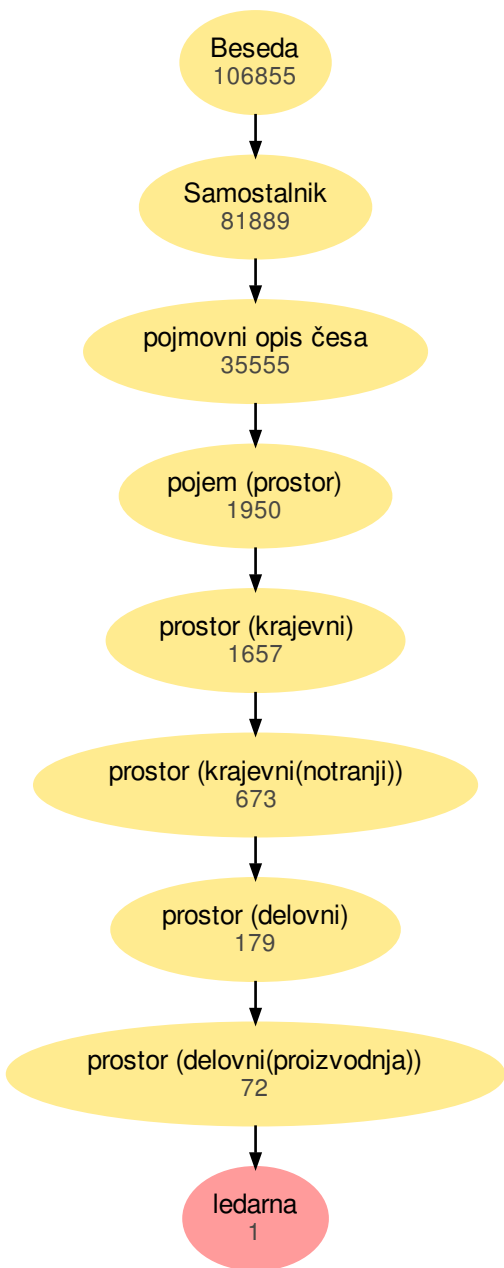 Beseda
106855
Samostalnik
81889
pojmovni opis česa
35555
pojem (prostor)
1950
prostor (krajevni)
1657
prostor (krajevni(notranji))
673
prostor (delovni)
179
prostor (delovni(proizvodnja))
72
ledarna
1